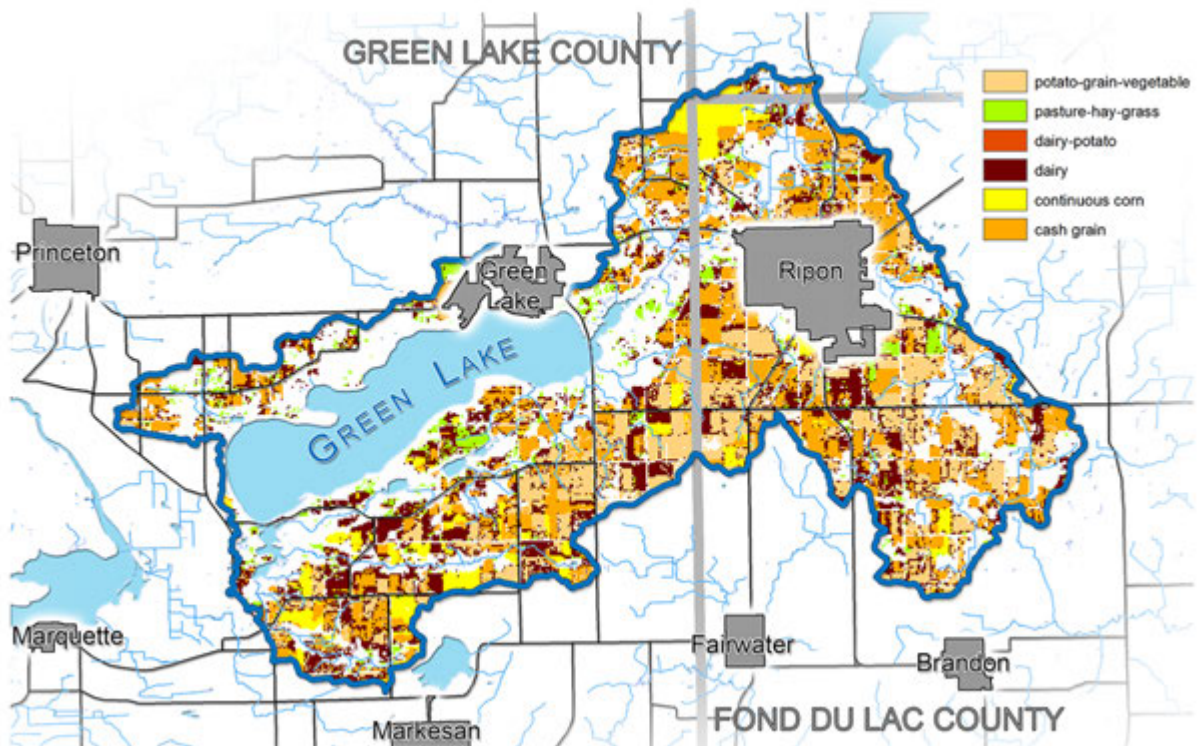 GREEN LAKE COUNTY
potato-grain-vegetable
pasture-hay-grass
dairy-potato
dairy
continuous corn
cash grain
Princeton
Green
Lake
Ripon
GREEN LAKE
Marquette
Fairwater
Brandon
Markesan
FOND DU LAC COUNTY